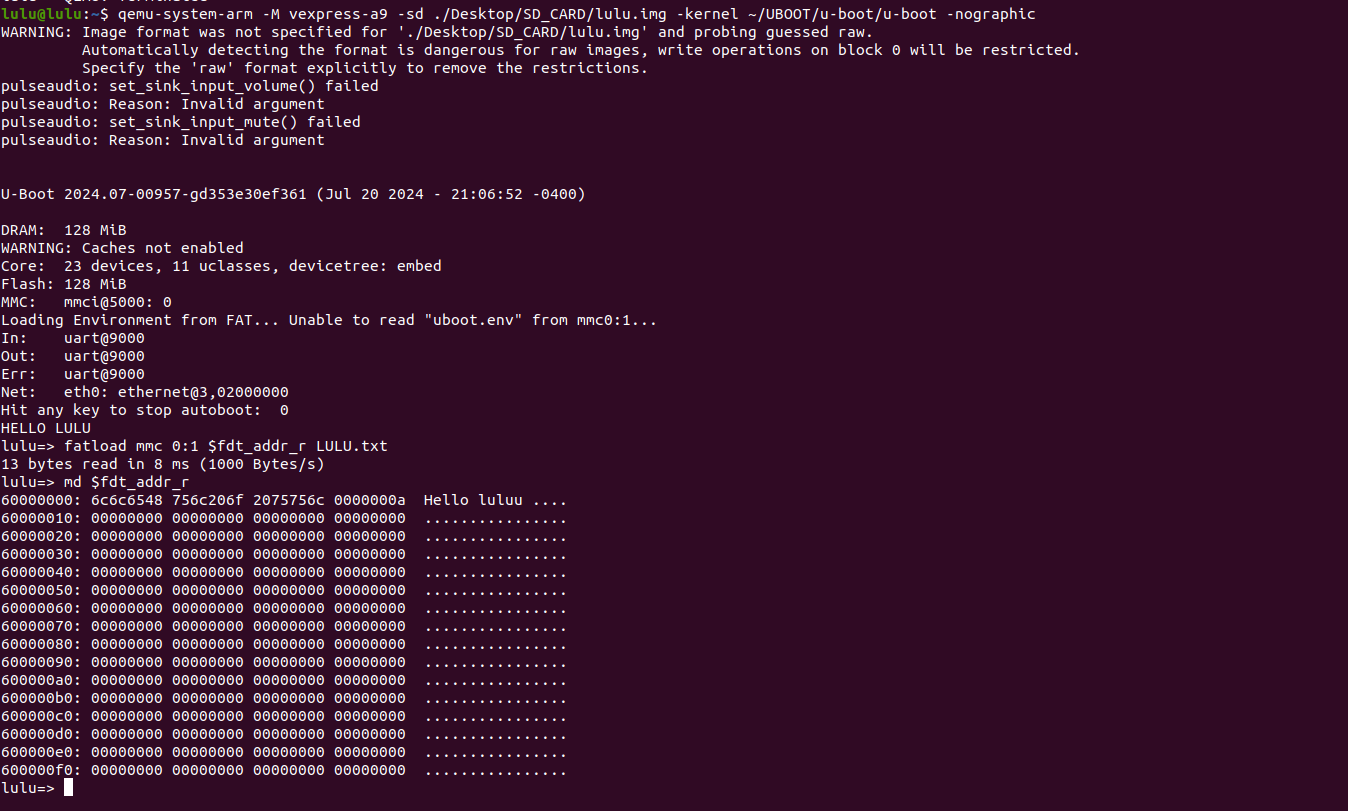 lulu@lulu:~$ qemu-system-arm -M vexpress-a9 -sd ./Desktop/SD_CARD/lulu.img -kernel ~/UBOOT/u-boot/u-boot -nographic
WARNING: Image format was not specified for './Desktop/SD_CARD/lulu.img' and probing guessed raw.
         Automatically detecting the format is dangerous for raw images, write operations on block 0 will be restricted.
         Specify the 'raw' format explicitly to remove the restrictions.
pulseaudio: set_sink_input_volume() failed
pulseaudio: Reason: Invalid argument
pulseaudio: set_sink_input_mute() failed
pulseaudio: Reason: Invalid argument
U-Boot 2024.07-00957-gd353e30ef361 (Jul 20 2024 - 21:06:52 -0400)
DRAM:  128 MiB
WARNING: Caches not enabled
Core:  23 devices, 11 uclasses, devicetree: embed
Flash: 128 MiB
MMC:   mmci@5000: 0
Loading Environment from FAT... Unable to read "uboot.env" from mmc0:1...
In:    uart@9000
Out:   uart@9000
Err:   uart@9000
Net:   eth0: ethernet@3,02000000
Hit any key to stop autoboot:  0
HELLO LULU
lulu=> fatload mmc 0:1 $fdt_addr_r LULU.txt
13 bytes read in 8 ms (1000 Bytes/s)
lulu=> md $fdt_addr_r
60000000: 6c6c6548 756c206f 2075756c 0000000a  Hello luluu ....
60000010: 00000000 00000000 00000000 00000000  ................
60000020: 00000000 00000000 00000000 00000000  ................
60000030: 00000000 00000000 00000000 00000000  ................
60000040: 00000000 00000000 00000000 00000000  ................
60000050: 00000000 00000000 00000000 00000000  ................
60000060: 00000000 00000000 00000000 00000000  ................
60000070: 00000000 00000000 00000000 00000000  ................
60000080: 00000000 00000000 00000000 00000000  ................
60000090: 00000000 00000000 00000000 00000000  ................
600000a0: 00000000 00000000 00000000 00000000  ................
600000b0: 00000000 00000000 00000000 00000000  ................
600000c0: 00000000 00000000 00000000 00000000  ................
600000d0: 00000000 00000000 00000000 00000000  ................
600000e0: 00000000 00000000 00000000 00000000  ................
600000f0: 00000000 00000000 00000000 00000000  ................
lulu=>